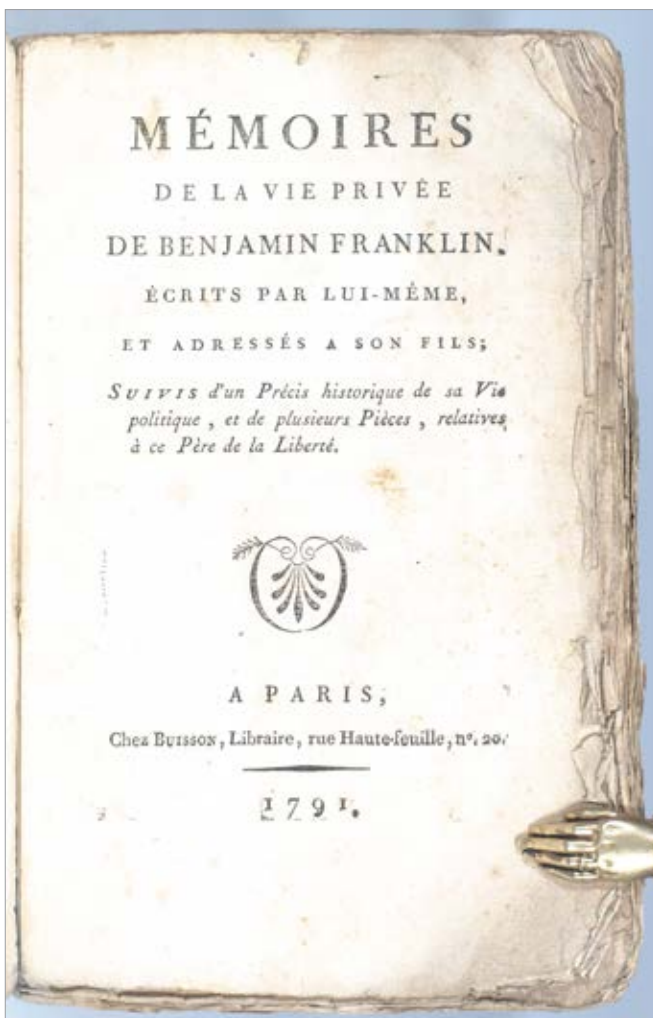 MÉMOIRES
DE LA VIE PRIVÉE
DE BENJAMIN FRANKLIN.
ÉCRITS PAR LUI-MÊME,
ET ADRESSÉS A SON FILS;
SUIVIS d'un Précis historique de sa Vie
politique, et de plusieurs Pièces, relatives
à ce Père de la Liberté.
A PARIS,
Chez BUISSON, Libraire, rue Haute-feuille, nº. 20.
1791.